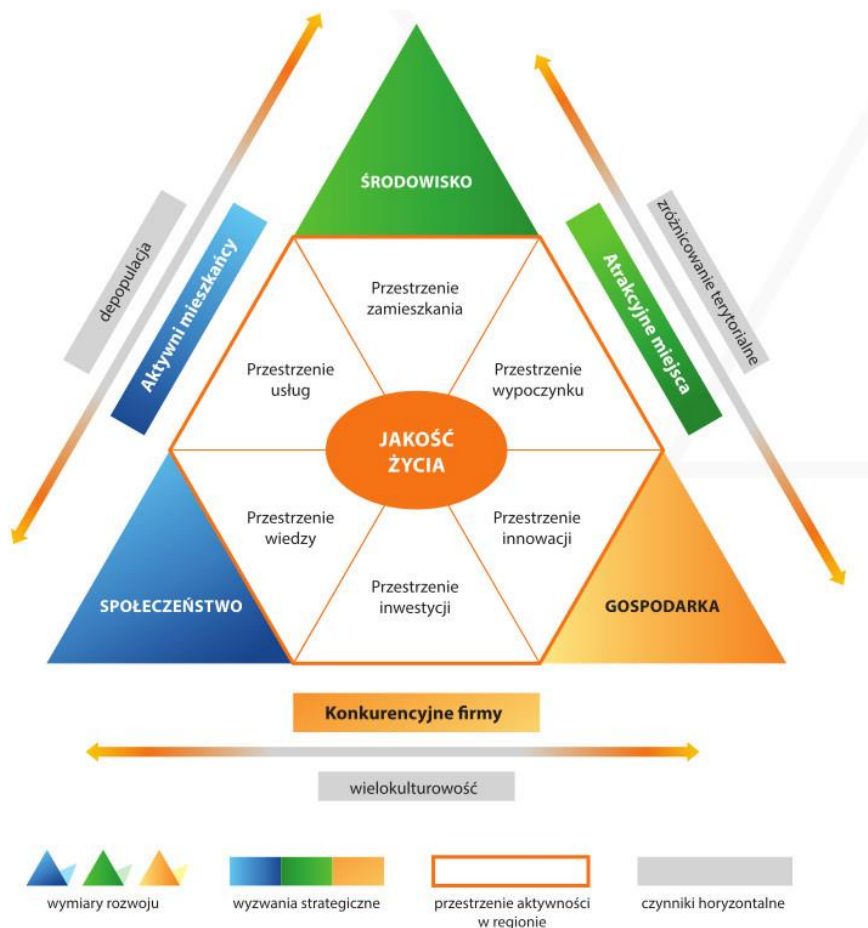 ŚRODOWISKO
depopulacja
Aktywni mieszkańcy
Atrakcyjne miejsca
zróżnicowanie terytorialne
Przestrzenie
zamieszkania
Przestrzenie
usług
Przestrzenie
wypoczynku
JAKOŚĆ
ŻYCIA
Przestrzenie
wiedzy
Przestrzenie
innowacji
Przestrzenie
inwestycji
SPOŁECZEŃSTWO
GOSPODARKA
Konkurencyjne firmy
wielokulturowość
wymiary rozwoju
wyzwania strategiczne
przestrzenie aktywności
w regionie
czynniki horyzontalne